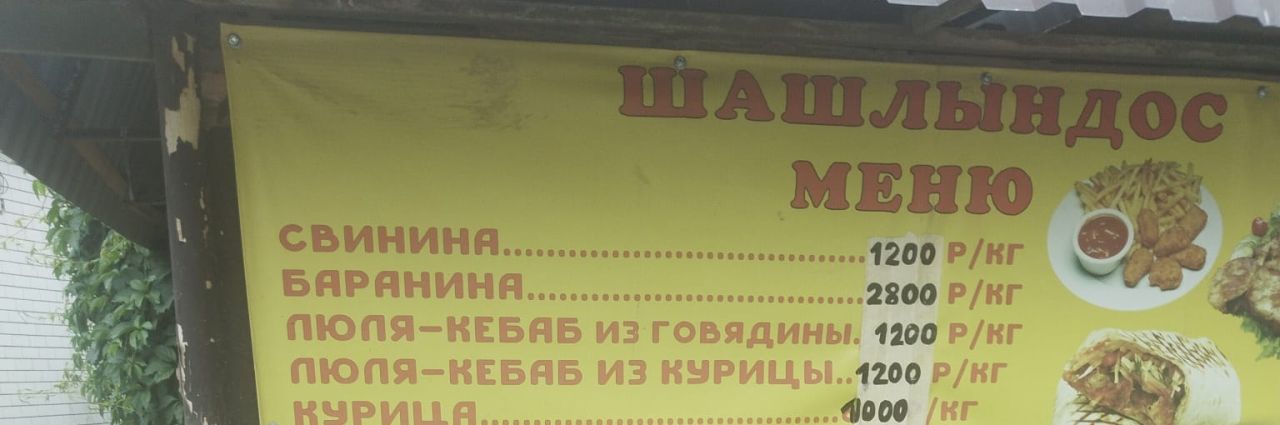 ШАШЛЫНДОС
МЕНЮ
СВИНИНА..................................1200 Р/КГ
БАРАНИНА................................2800 Р/КГ
ЛЮЛЯ-КЕБАБ ИЗ ГОВЯДИНЫ. 1200 Р/КГ
ЛЮЛЯ-КЕБАБ ИЗ КУРИЦЫ..1200 Р/КГ
КУРИЦА..................................1000 /КГ